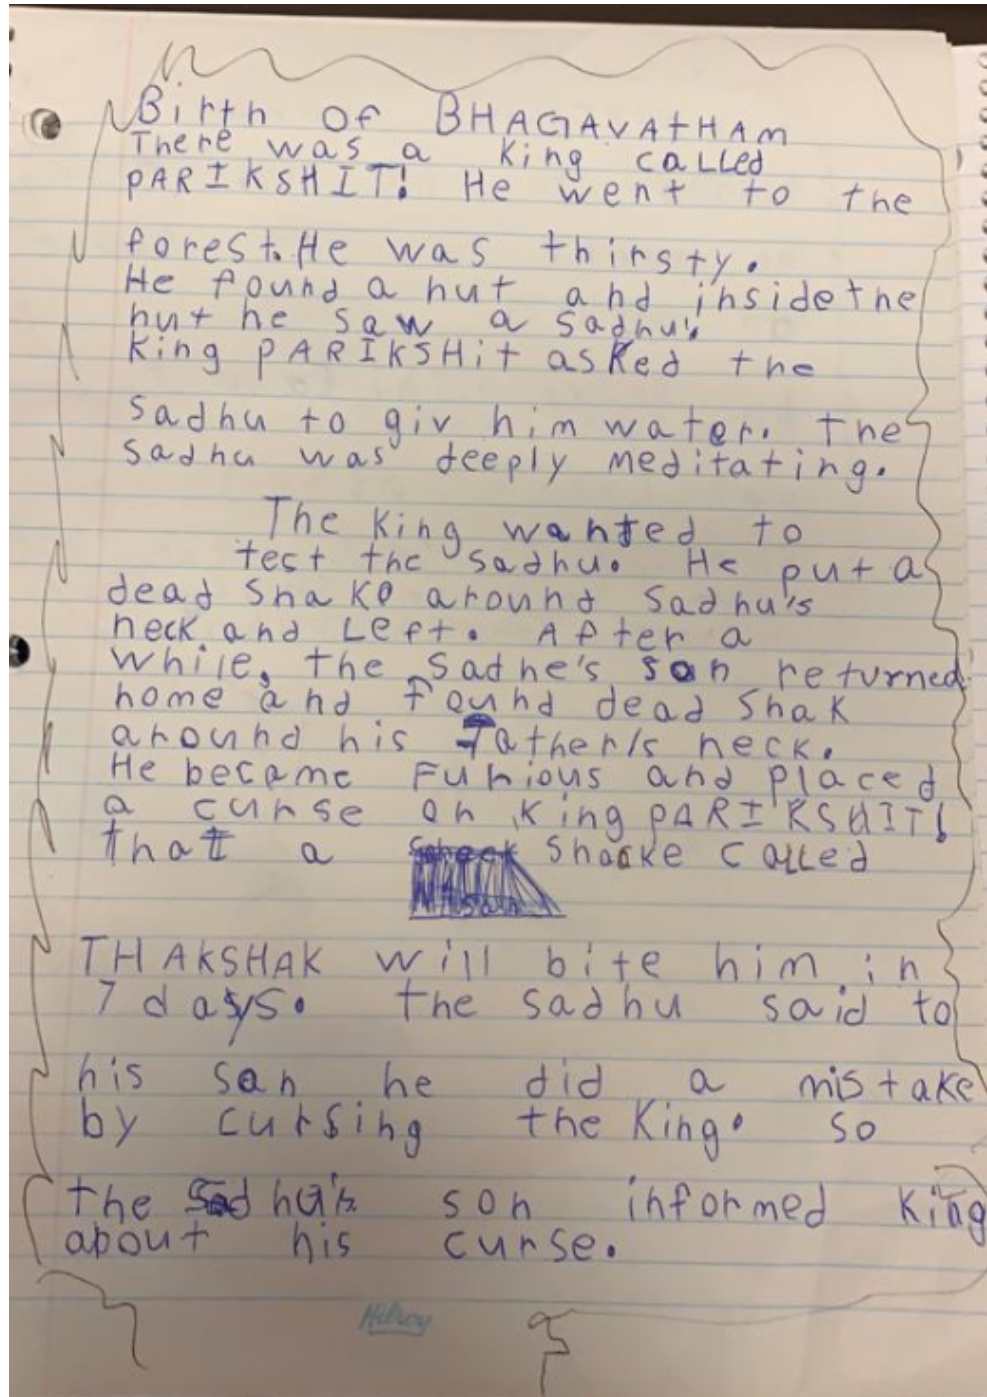 Birth of BHAGAVAtHAM
There was a King caLLed
pARIKSHIT! He went to the
forest. He was thirsty.
He found a hut and inside the
hut he saw a sadhu.
King PARIKSHit asked the
sadhu to giv him water. The
sadhu was deeply meditating.
The King wanted to
test the sadhu. He put a
dead snake around sadhu's
neck and Left. After a
while, the sadhe's son returned
home and found dead snak
around his father's neck.
He became Furious and placed
a curse on King pARIKSHIT!
that a snacke called
THAKSHAK will bite him in
7 days. the sadhu said to
his son he did a mistake
by cursing the King. so
the sadhu's son informed King
about his curse.
Hilroy